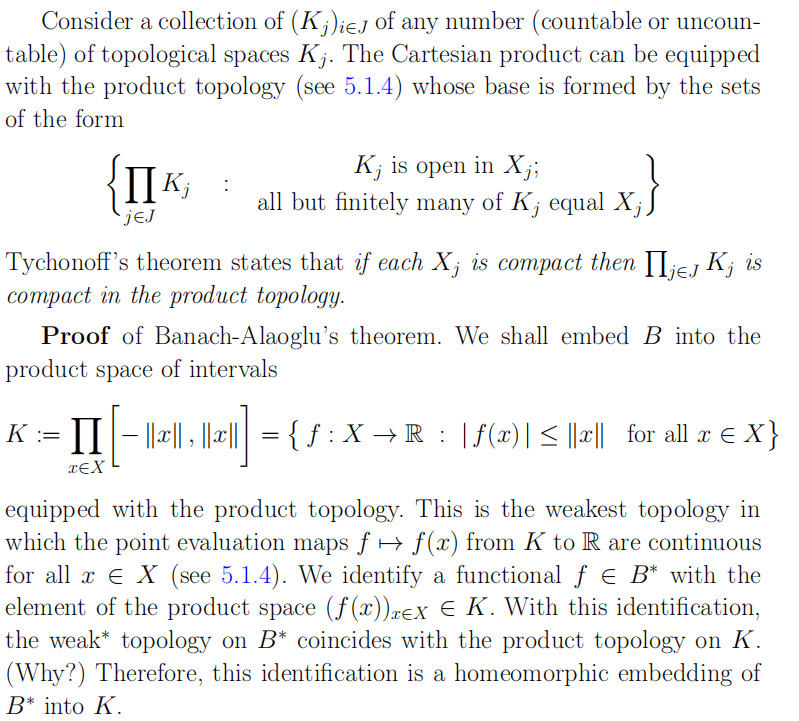 Consider a collection of (K_j)_{i∈J} of any number (countable or uncoun-
table) of topological spaces K_j. The Cartesian product can be equipped
with the product topology (see 5.1.4) whose base is formed by the sets
of the form
{ ∏_{j∈J} K_j : K_j is open in X_j;
all but finitely many of K_j equal X_j }
Tychonoff's theorem states that if each X_j is compact then ∏_{j∈J} K_j is
compact in the product topology.
Proof of Banach-Alaoglu's theorem. We shall embed B into the
product space of intervals
K := ∏_{x∈X} [ − ‖x‖ , ‖x‖ ] = { f : X → ℝ : |f(x)| ≤ ‖x‖ for all x ∈ X}
equipped with the product topology. This is the weakest topology in
which the point evaluation maps f ↦ f(x) from K to ℝ are continuous
for all x ∈ X (see 5.1.4). We identify a functional f ∈ B* with the
element of the product space (f(x))_{x∈X} ∈ K. With this identification,
the weak* topology on B* coincides with the product topology on K.
(Why?) Therefore, this identification is a homeomorphic embedding of
B* into K.